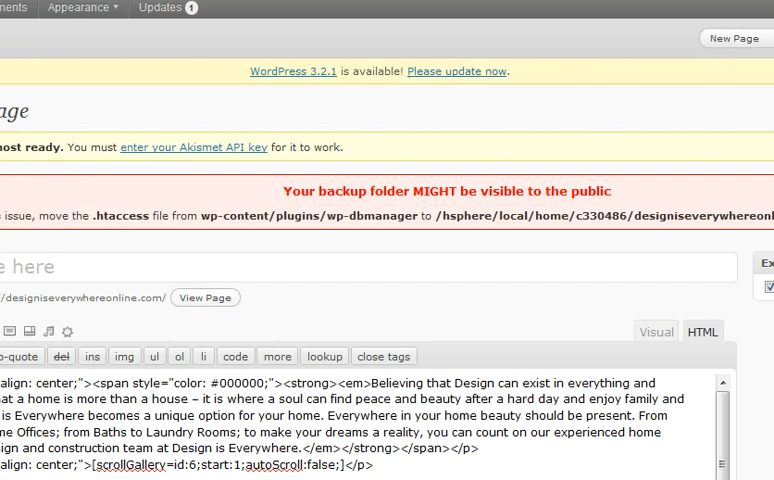 ments Appearance Updates 1
New Page
WordPress 3.2.1 is available! Please update now.
age
most ready. You must enter your Akismet API key for it to work.
Your backup folder MIGHT be visible to the public
s issue, move the .htaccess file from wp-content/plugins/wp-dbmanager to /hsphere/local/home/c330486/designiseverywhereonl
e here
Ex
//designiseverywhereonline.com/ View Page
Visual HTML
o-quote del ins img ul ol li code more lookup close tags
align: center;"><span style="color: #000000;"><strong><em>Believing that Design can exist in everything and
at a home is more than a house – it is where a soul can find peace and beauty after a hard day and enjoy family and
is Everywhere becomes a unique option for your home. Everywhere in your home beauty should be present. From
me Offices; from Baths to Laundry Rooms; to make your dreams a reality, you can count on our experienced home
sign and construction team at Design is Everywhere.</em></strong></span></p>
align: center;">[scrollGallery=id:6;start:1;autoScroll:false;]</p>